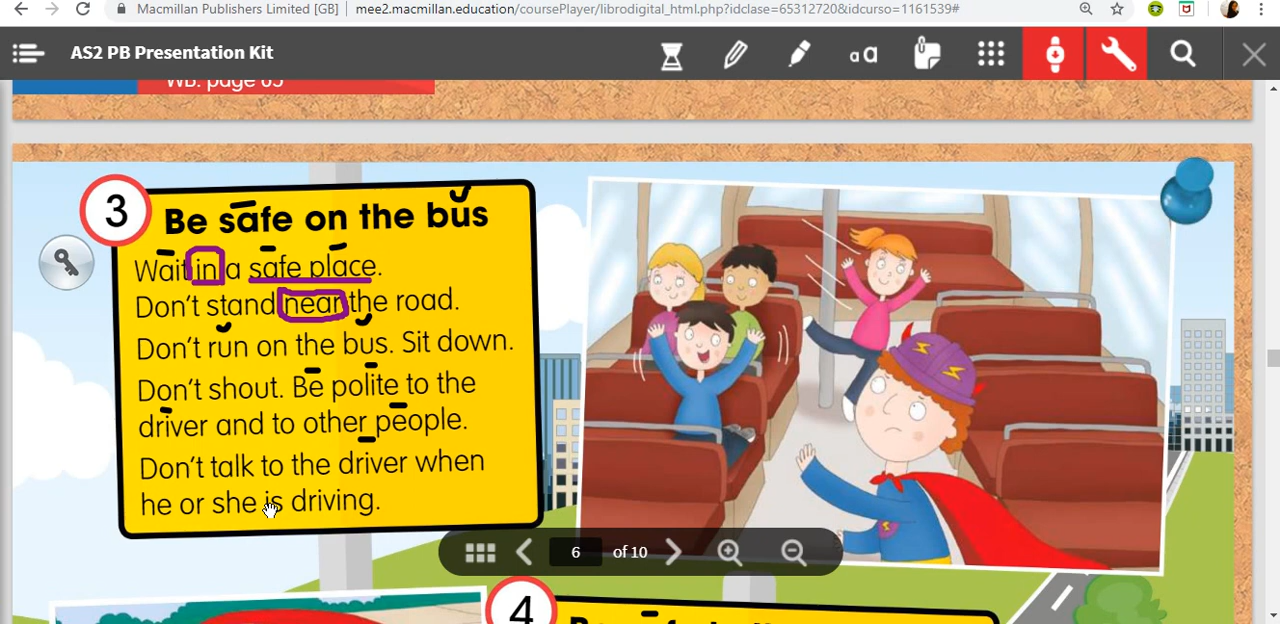 Macmillan Publishers Limited [GB] | mee2.macmillan.education/coursePlayer/librodigital_html.php?idclase=65312720&idcurso=1161539#
AS2 PB Presentation Kit
a a
WB: page 65
3
Be safe on the bus
Wait in a safe place.
Don't stand near the road.
Don't run on the bus. Sit down.
Don't shout. Be polite to the
driver and to other people.
Don't talk to the driver when
he or she is driving.
6 of 10
4